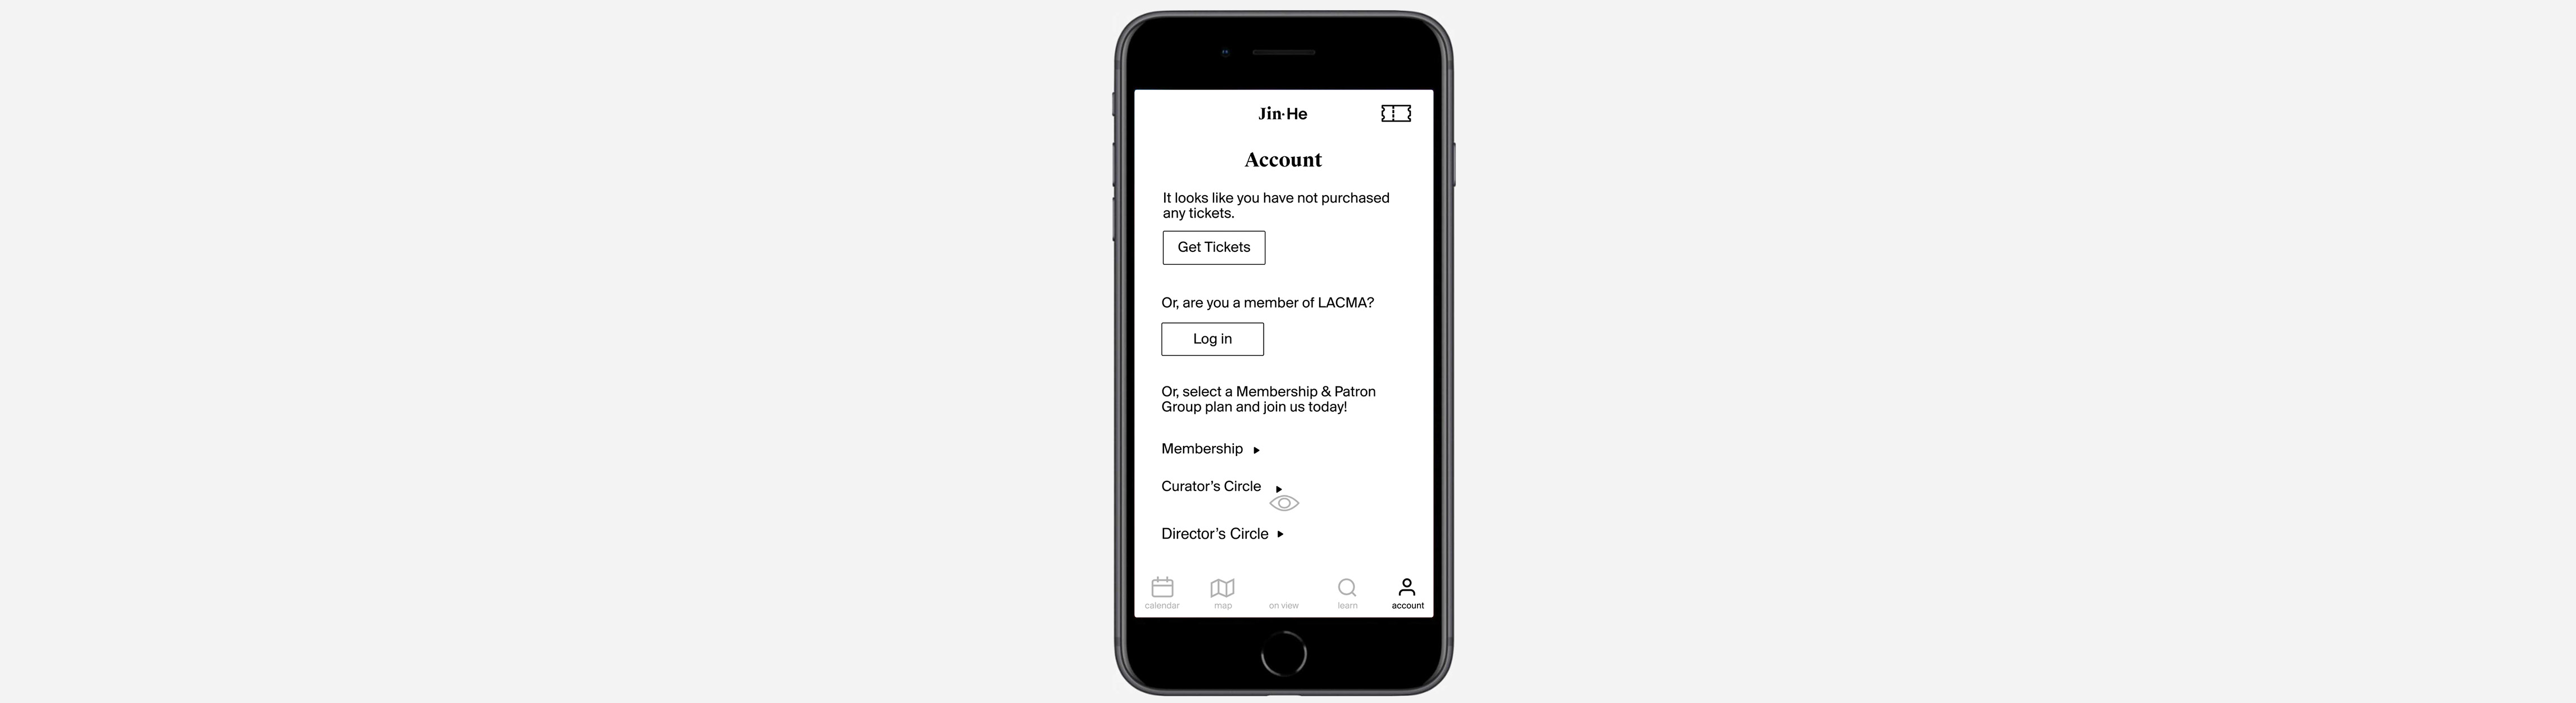 Jin·He
Account
It looks like you have not purchased
any tickets.
Get Tickets
Or, are you a member of LACMA?
Log in
Or, select a Membership & Patron
Group plan and join us today!
Membership
Curator’s Circle
Director’s Circle
calendar map on view learn account